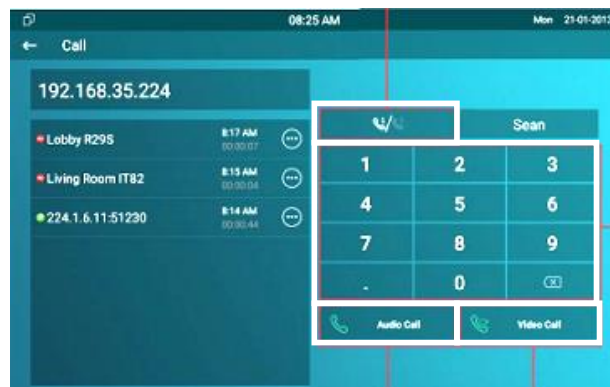 08:25 AM Mon 21-01-2013
Call
192.168.35.224
Sean
Lobby R29S 8:17 AM
00:00:07
Living Room IT82 8:15 AM
00:00:04
224.1.6.11:51230 8:14 AM
00:00:44
1 2 3
4 5 6
7 8 9
. 0
Audio Call Video Call